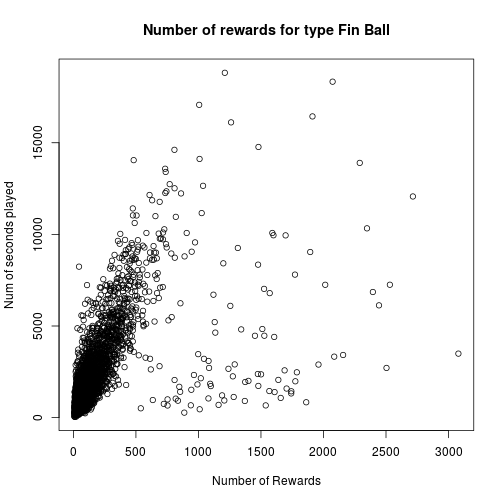 Number of rewards for type Fin Ball
Num of seconds played
15000
10000
5000
0
0 500 1000 1500 2000 2500 3000
Number of Rewards